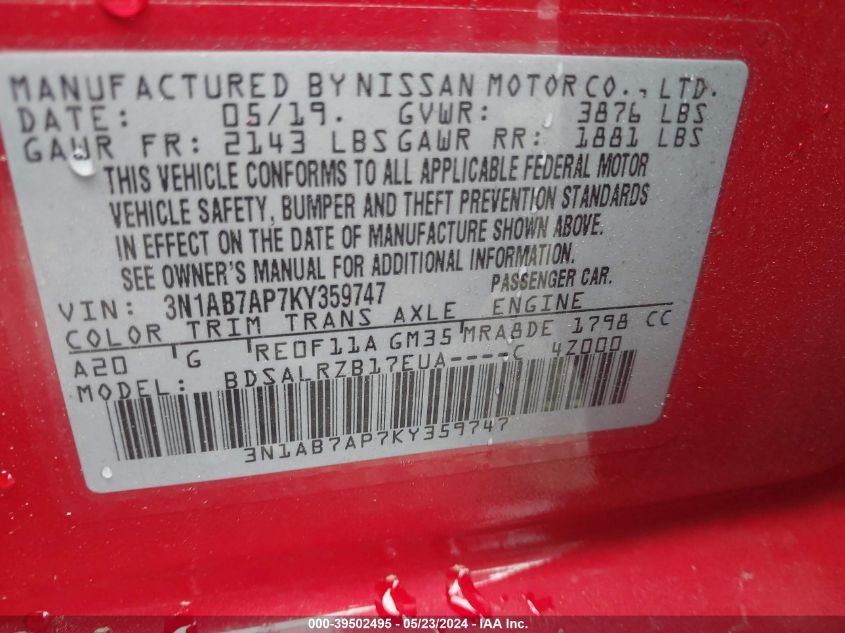 MANUFACTURED BY NISSAN MOTOR CO., LTD.
DATE: 05/19. GVWR: 3876 LBS
GAWR FR: 2143 LBS GAWR RR: 1881 LBS
THIS VEHICLE CONFORMS TO ALL APPLICABLE FEDERAL MOTOR
VEHICLE SAFETY, BUMPER AND THEFT PREVENTION STANDARDS
IN EFFECT ON THE DATE OF MANUFACTURE SHOWN ABOVE.
SEE OWNER'S MANUAL FOR ADDITIONAL INFORMATION.
VIN: 3N1AB7AP7KY359747 PASSENGER CAR.
COLOR TRIM TRANS AXLE ENGINE
A20 G RE0F11A GM35 MRA8DE 1798 CC
MODEL: BDSALRZB17EUA----C 4Z000
3N1AB7AP7KY359747
000-39502495 - 05/23/2024 - IAA Inc.